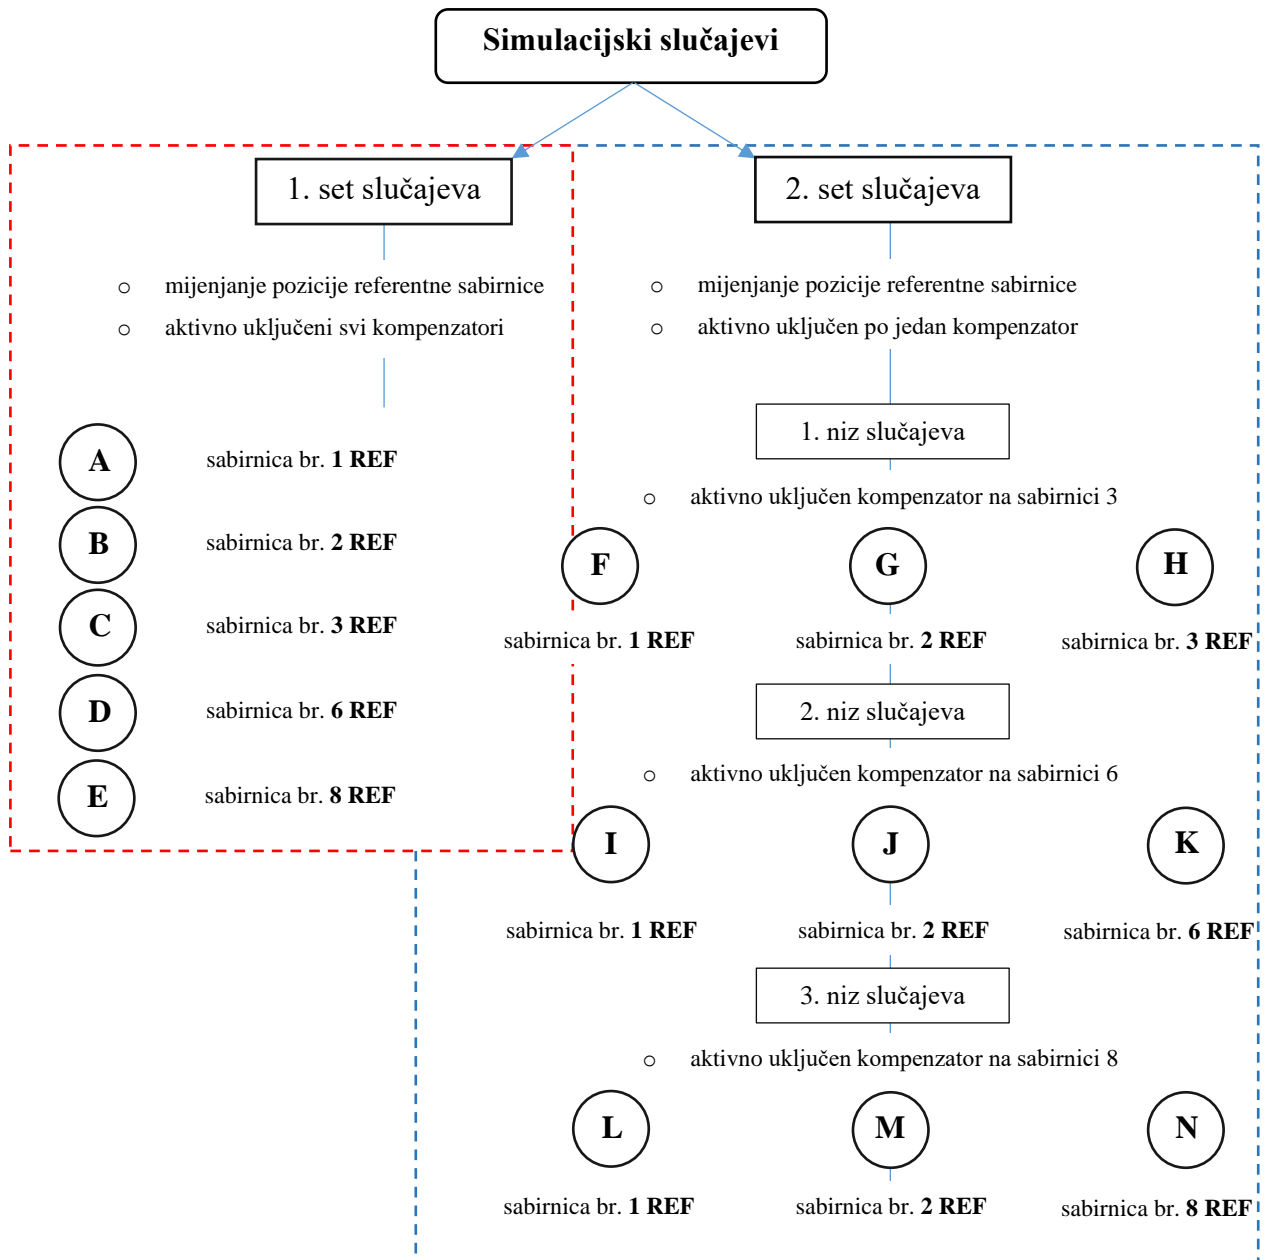 Simulacijski slučajevi
1. set slučajeva
o mijenjanje pozicije referentne sabirnice
o aktivno uključeni svi kompenzatori
A sabirnica br. 1 REF
B sabirnica br. 2 REF
C sabirnica br. 3 REF
D sabirnica br. 6 REF
E sabirnica br. 8 REF
2. set slučajeva
o mijenjanje pozicije referentne sabirnice
o aktivno uključen po jedan kompenzator
1. niz slučajeva
o aktivno uključen kompenzator na sabirnici 3
F G H
sabirnica br. 1 REF sabirnica br. 2 REF sabirnica br. 3 REF
2. niz slučajeva
o aktivno uključen kompenzator na sabirnici 6
I J K
sabirnica br. 1 REF sabirnica br. 2 REF sabirnica br. 6 REF
3. niz slučajeva
o aktivno uključen kompenzator na sabirnici 8
L M N
sabirnica br. 1 REF sabirnica br. 2 REF sabirnica br. 8 REF